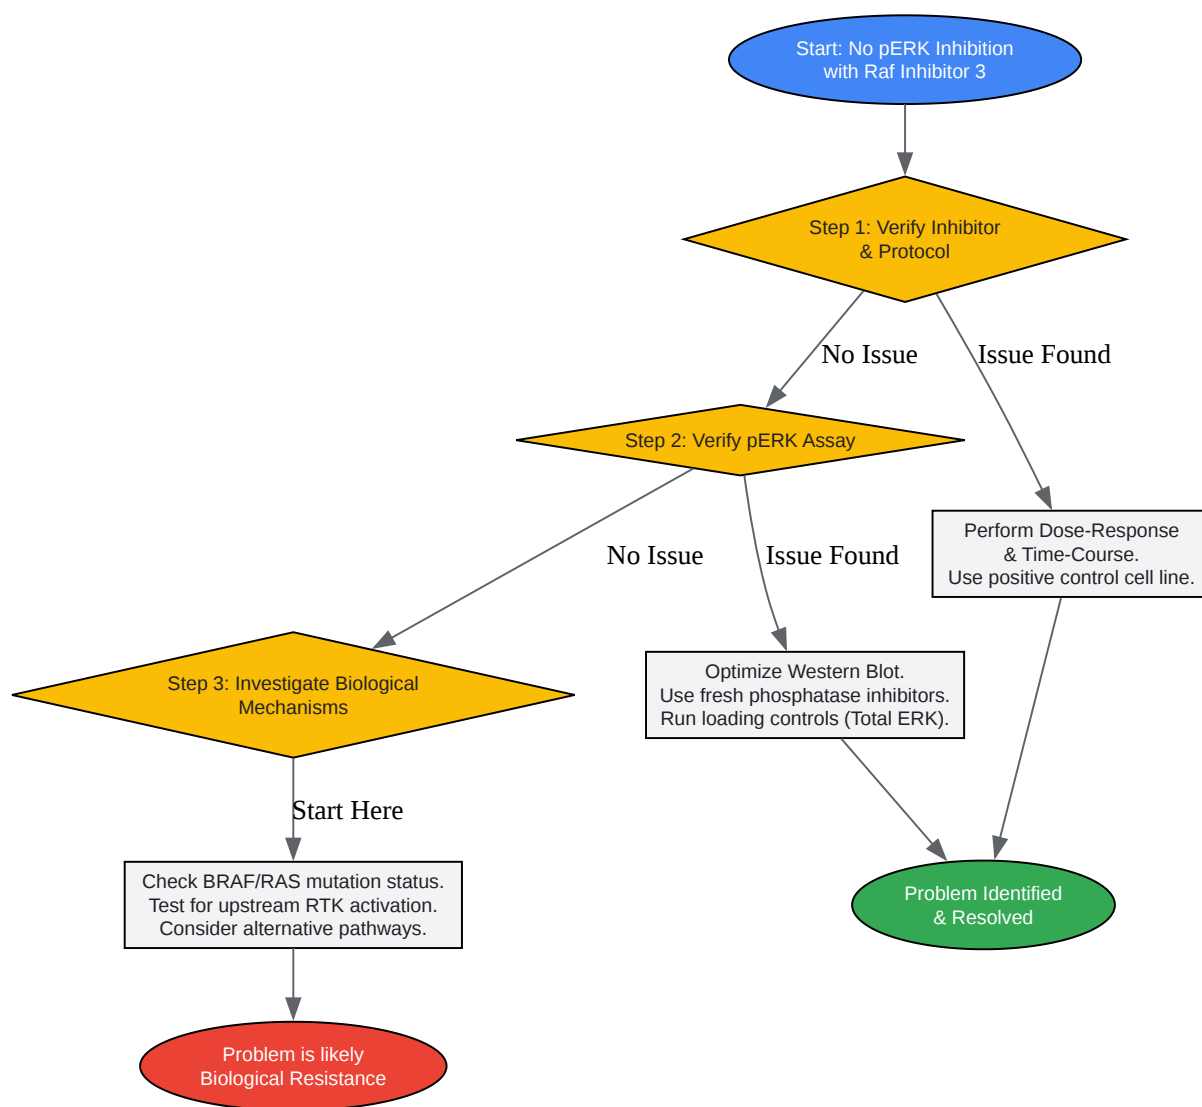 Start: No pERK Inhibition
with Raf Inhibitor 3
Step 1: Verify Inhibitor
& Protocol
No Issue
Issue Found
Step 2: Verify pERK Assay
No Issue
Issue Found
Perform Dose-Response
& Time-Course.
Use positive control cell line.
Step 3: Investigate Biological
Mechanisms
Optimize Western Blot.
Use fresh phosphatase inhibitors.
Run loading controls (Total ERK).
Start Here
Check BRAF/RAS mutation status.
Test for upstream RTK activation.
Consider alternative pathways.
Problem Identified
& Resolved
Problem is likely
Biological Resistance